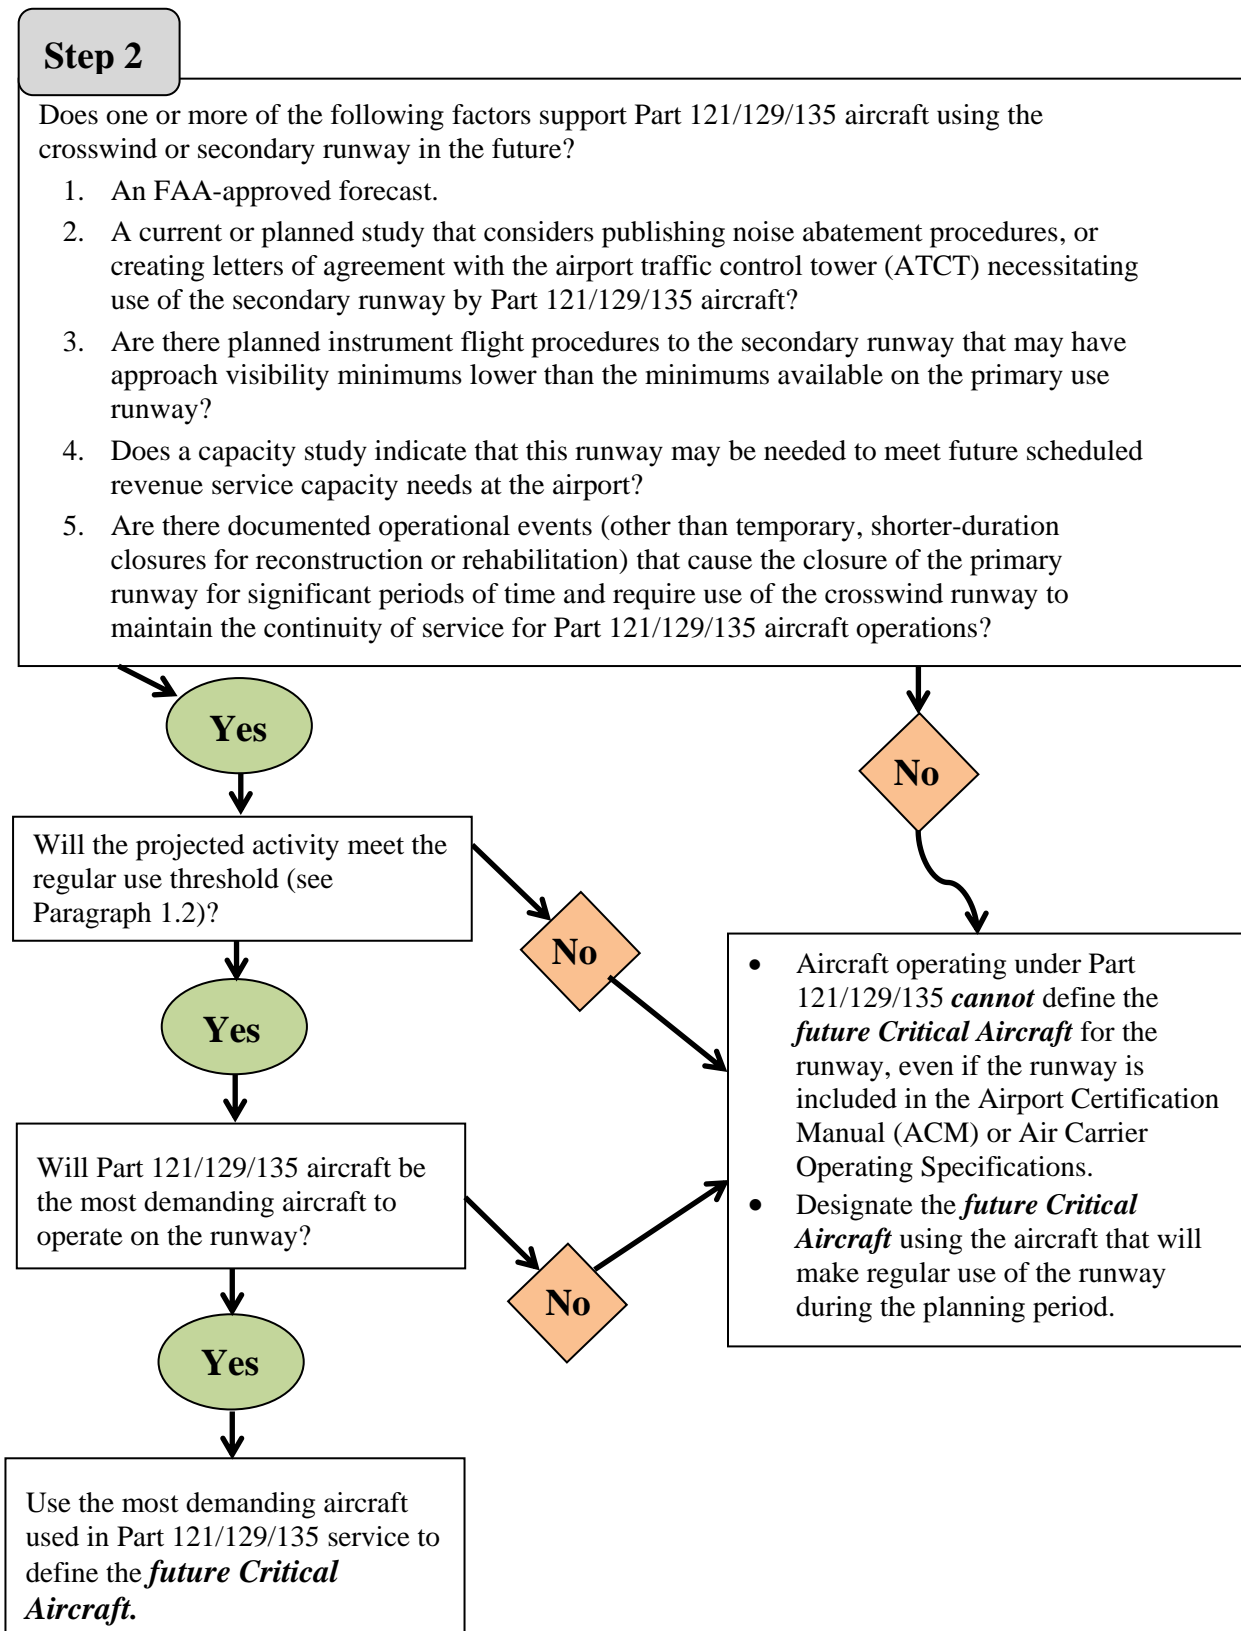 Step 2
Does one or more of the following factors support Part 121/129/135 aircraft using the
crosswind or secondary runway in the future?
1. An FAA-approved forecast.
2. A current or planned study that considers publishing noise abatement procedures, or
creating letters of agreement with the airport traffic control tower (ATCT) necessitating
use of the secondary runway by Part 121/129/135 aircraft?
3. Are there planned instrument flight procedures to the secondary runway that may have
approach visibility minimums lower than the minimums available on the primary use
runway?
4. Does a capacity study indicate that this runway may be needed to meet future scheduled
revenue service capacity needs at the airport?
5. Are there documented operational events (other than temporary, shorter-duration
closures for reconstruction or rehabilitation) that cause the closure of the primary
runway for significant periods of time and require use of the crosswind runway to
maintain the continuity of service for Part 121/129/135 aircraft operations?
Yes
No
Will the projected activity meet the
regular use threshold (see
Paragraph 1.2)?
No
Yes
• Aircraft operating under Part
121/129/135 cannot define the
future Critical Aircraft for the
runway, even if the runway is
included in the Airport Certification
Manual (ACM) or Air Carrier
Operating Specifications.
• Designate the future Critical
Aircraft using the aircraft that will
make regular use of the runway
during the planning period.
Will Part 121/129/135 aircraft be
the most demanding aircraft to
operate on the runway?
No
Yes
Use the most demanding aircraft
used in Part 121/129/135 service to
define the future Critical
Aircraft.